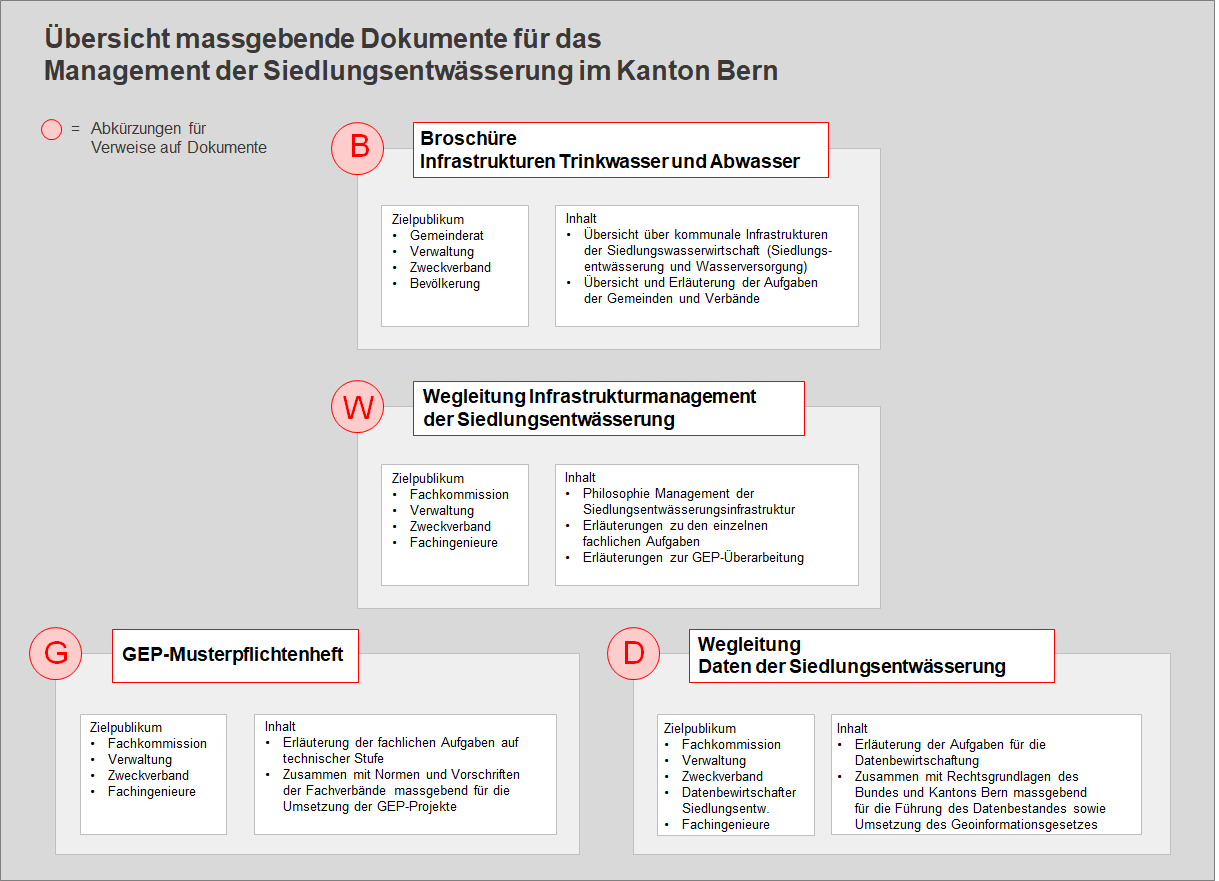 Übersicht massgebende Dokumente für das
Management der Siedlungsentwässerung im Kanton Bern
= Abkürzungen für
Verweise auf Dokumente
B
Broschüre
Infrastrukturen Trinkwasser und Abwasser
Zielpublikum
• Gemeinderat
• Verwaltung
• Zweckverband
• Bevölkerung
Inhalt
• Übersicht über kommunale Infrastrukturen
der Siedlungswasserwirtschaft (Siedlungs-
entwässerung und Wasserversorgung)
• Übersicht und Erläuterung der Aufgaben
der Gemeinden und Verbände
W
Wegleitung Infrastrukturmanagement
der Siedlungsentwässerung
Zielpublikum
• Fachkommission
• Verwaltung
• Zweckverband
• Fachingenieure
Inhalt
• Philosophie Management der
Siedlungsentwässerungsinfrastruktur
• Erläuterungen zu den einzelnen
fachlichen Aufgaben
• Erläuterungen zur GEP-Überarbeitung
G
GEP-Musterpflichtenheft
Zielpublikum
• Fachkommission
• Verwaltung
• Zweckverband
• Fachingenieure
Inhalt
• Erläuterung der fachlichen Aufgaben auf
technischer Stufe
• Zusammen mit Normen und Vorschriften
der Fachverbände massgebend für die
Umsetzung der GEP-Projekte
D
Wegleitung
Daten der Siedlungsentwässerung
Zielpublikum
• Fachkommission
• Verwaltung
• Zweckverband
• Datenbewirtschafter
Siedlungsentw.
• Fachingenieure
Inhalt
• Erläuterung der Aufgaben für die
Datenbewirtschaftung
• Zusammen mit Rechtsgrundlagen des
Bundes und Kantons Bern massgebend
für die Führung des Datenbestandes sowie
Umsetzung des Geoinformationsgesetzes